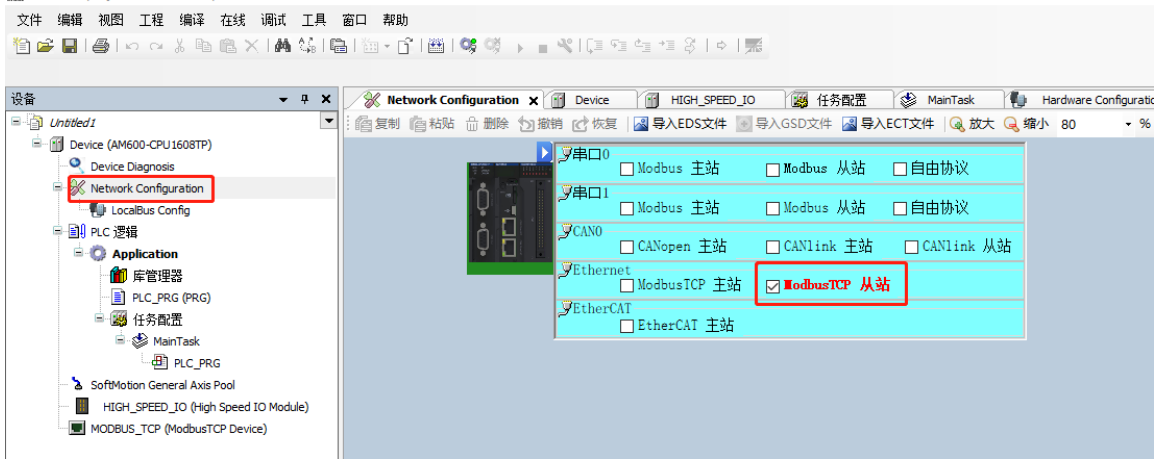 文件 编辑 视图 工程 编译 在线 调试 工具 窗口 帮助
设备
Network Configuration Device HIGH_SPEED_IO 任务配置 MainTask Hardware Configuratio
Untitled1
复制 粘贴 删除 撤销 恢复 导入EDS文件 导入GSD文件 导入ECT文件 放大 缩小 80 %
Device (AM600-CPU1608TP)
Device Diagnosis
Network Configuration
LocalBus Config
PLC 逻辑
Application
库管理器
PLC_PRG (PRG)
任务配置
MainTask
PLC_PRG
SoftMotion General Axis Pool
HIGH_SPEED_IO (High Speed IO Module)
MODBUS_TCP (ModbusTCP Device)
串口0
Modbus 主站 Modbus 从站 自由协议
串口1
Modbus 主站 Modbus 从站 自由协议
CAN0
CANopen 主站 CANlink 主站 CANlink 从站
Ethernet
ModbusTCP 主站 ModbusTCP 从站
EtherCAT
EtherCAT 主站